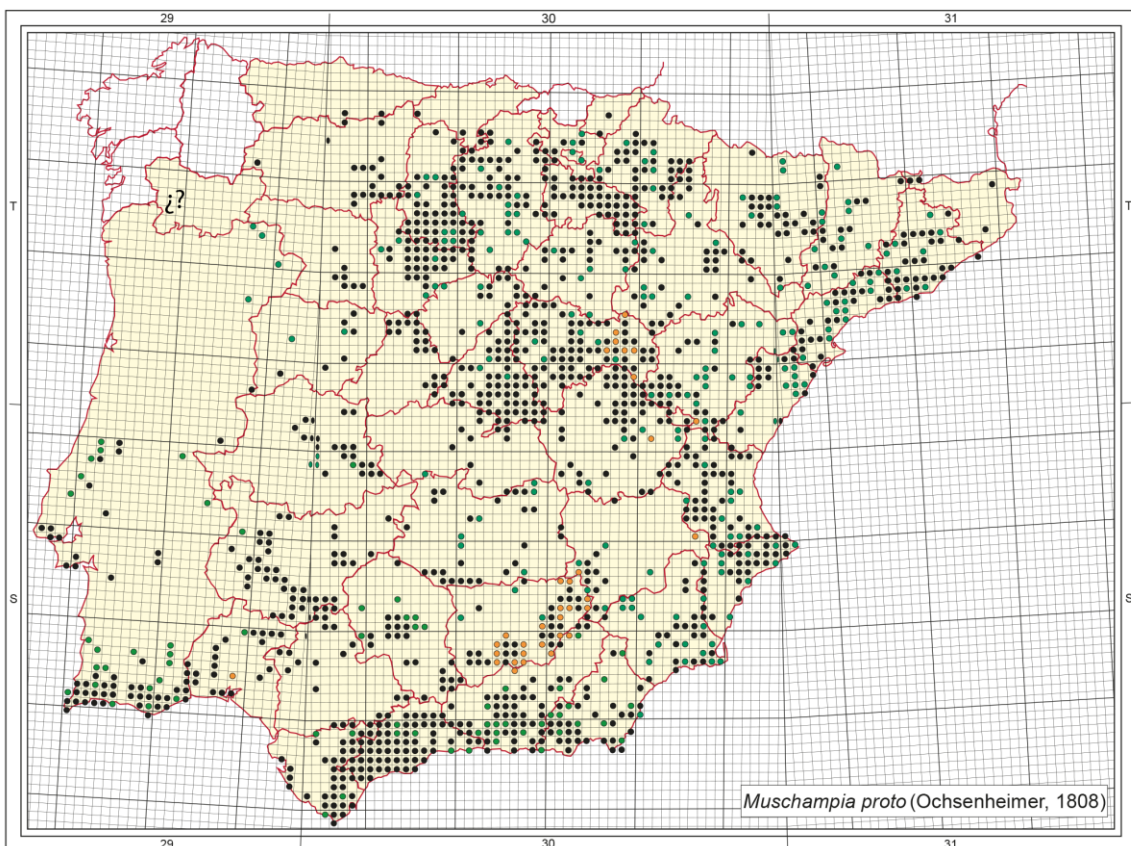 29 30 31
T T
¿?
S S
Muschampia proto (Ochsenheimer, 1808)
29 30 31